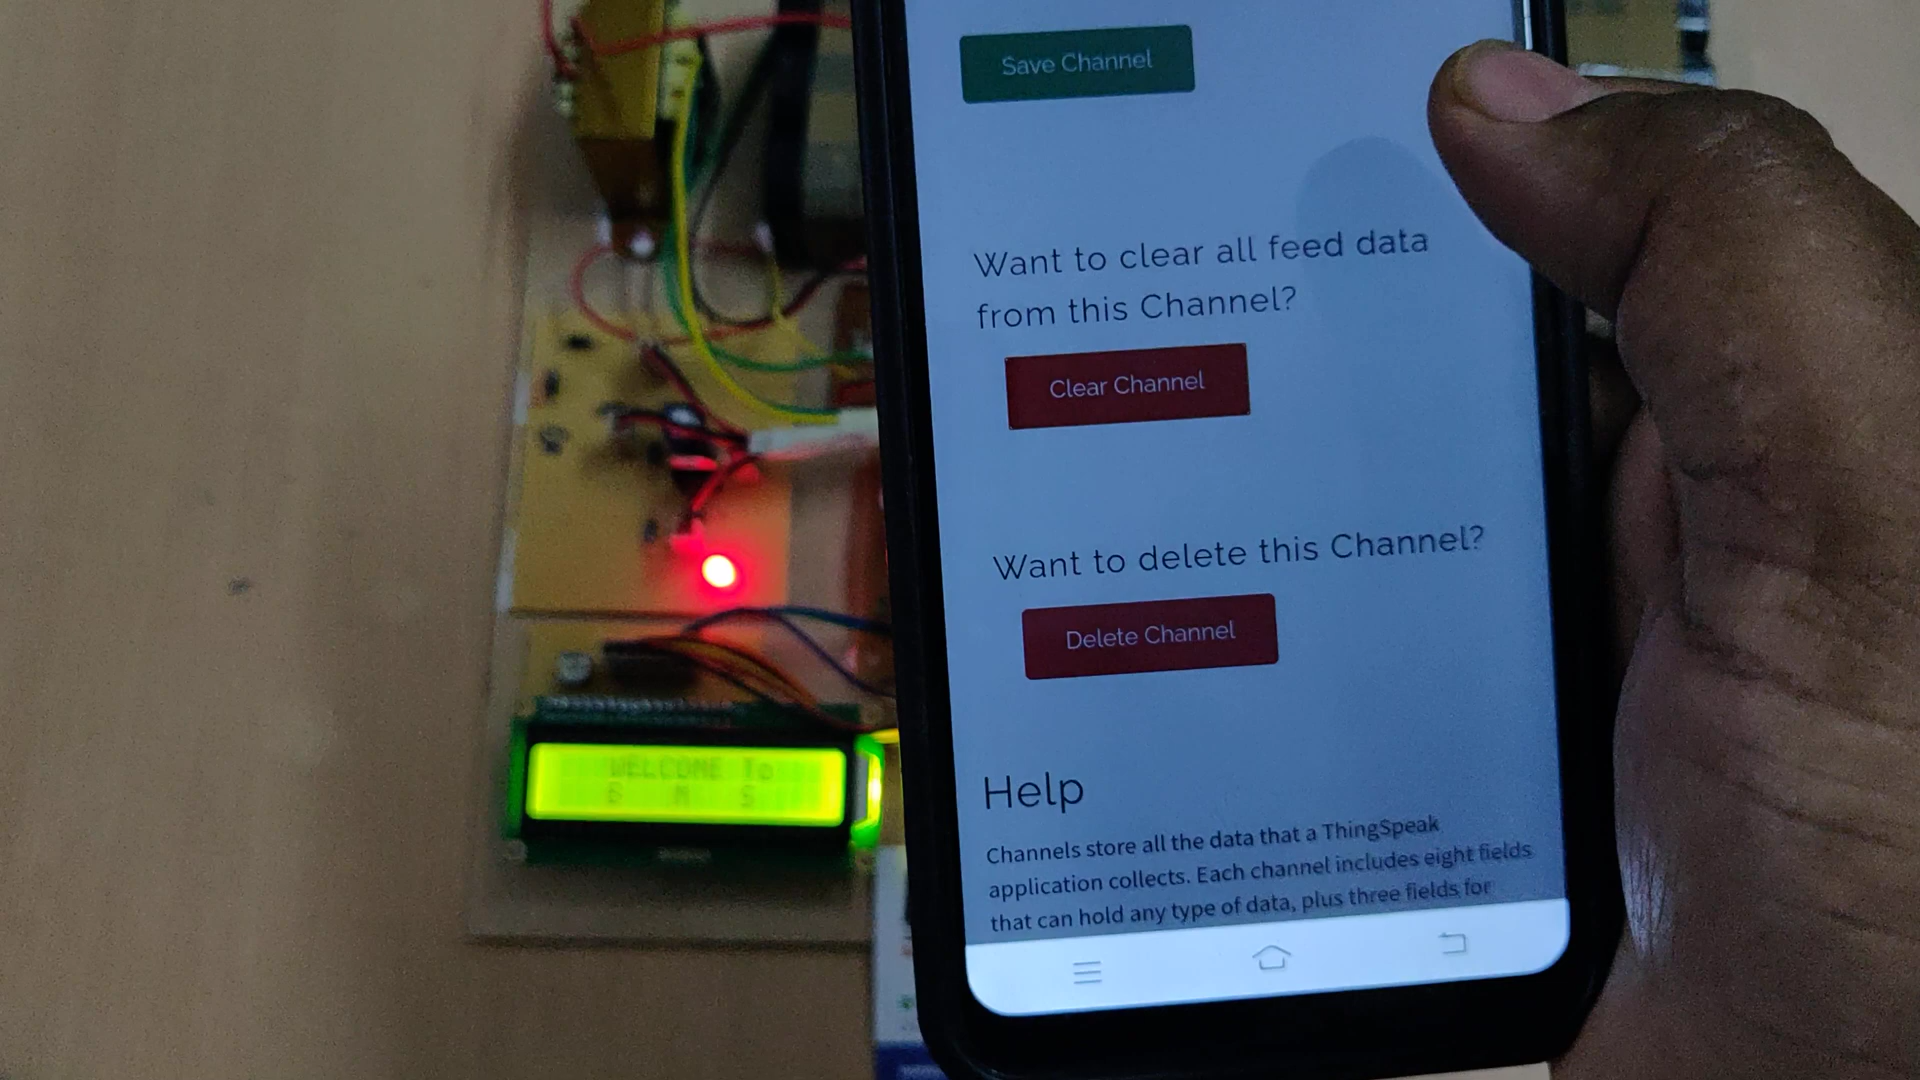 Save Channel
Want to clear all feed data
from this Channel?
Clear Channel
Want to delete this Channel?
Delete Channel
Help
Channels store all the data that a ThingSpeak
application collects. Each channel includes eight fields
that can hold any type of data, plus three fields for
WELCOME To
M S